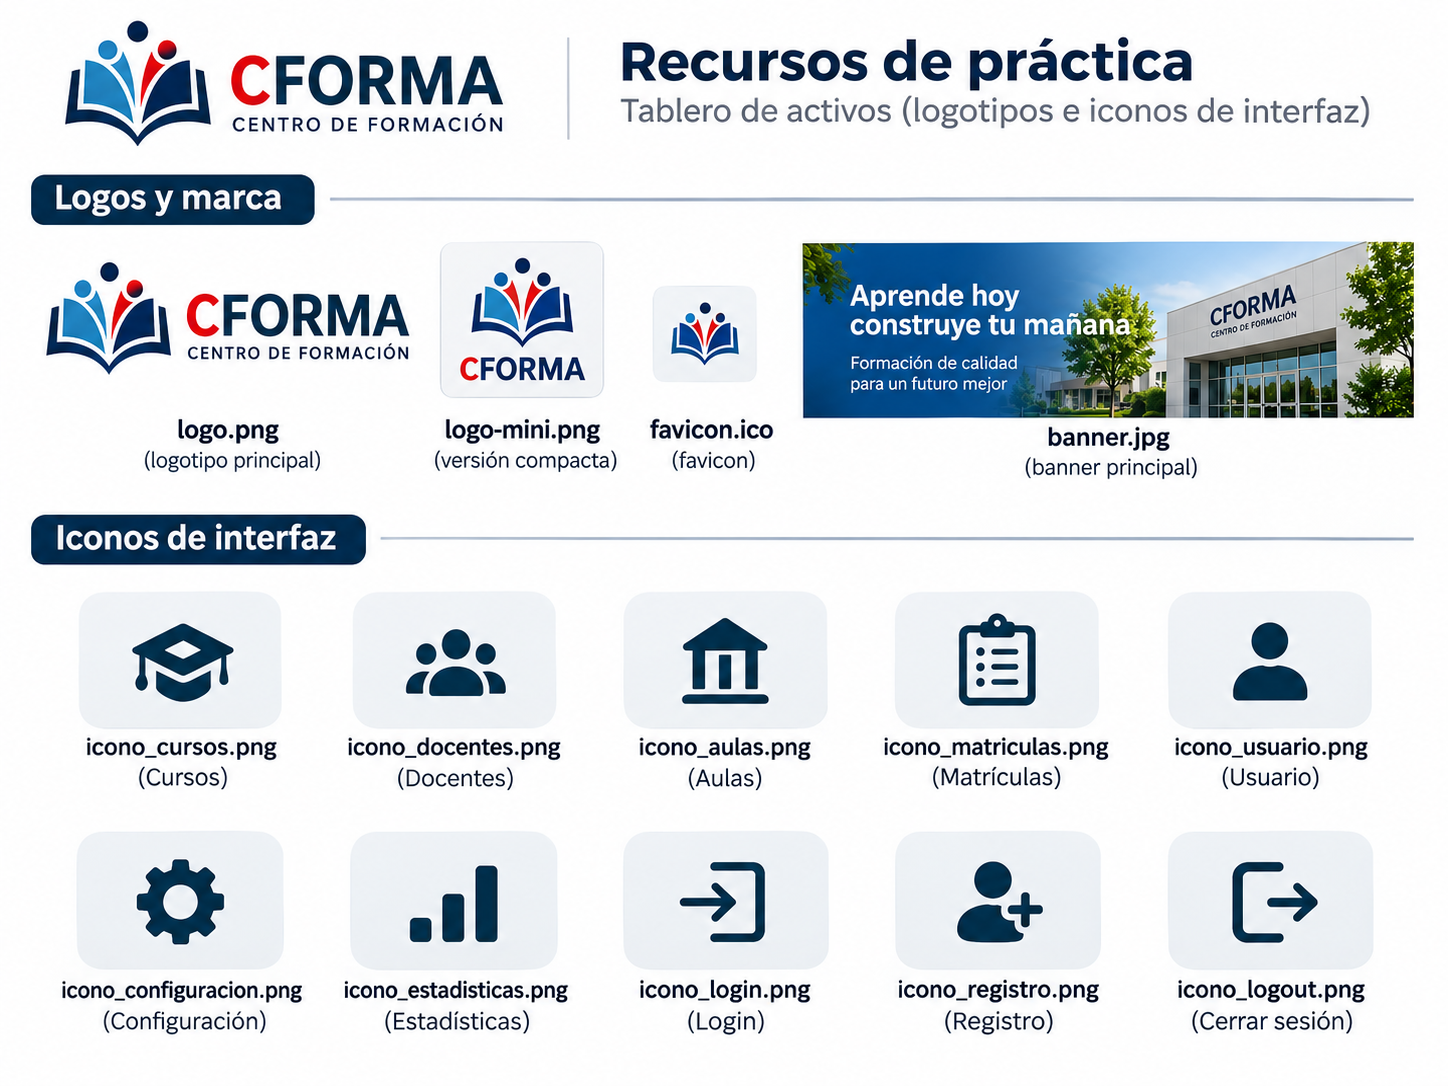 CFORMA
CENTRO DE FORMACIÓN
Recursos de práctica
Tablero de activos (logotipos e iconos de interfaz)
Logos y marca
CFORMA
CENTRO DE FORMACIÓN
logo.png
(logotipo principal)
CFORMA
logo-mini.png
(versión compacta)
favicon.ico
(favicon)
Aprende hoy
construye tu mañana
Formación de calidad
para un futuro mejor
CFORMA
CENTRO DE FORMACIÓN
banner.jpg
(banner principal)
Iconos de interfaz
icono_cursos.png
(Cursos)
icono_docentes.png
(Docentes)
icono_aulas.png
(Aulas)
icono_matriculas.png
(Matrículas)
icono_usuario.png
(Usuario)
icono_configuracion.png
(Configuración)
icono_estadisticas.png
(Estadísticas)
icono_login.png
(Login)
icono_registro.png
(Registro)
icono_logout.png
(Cerrar sesión)